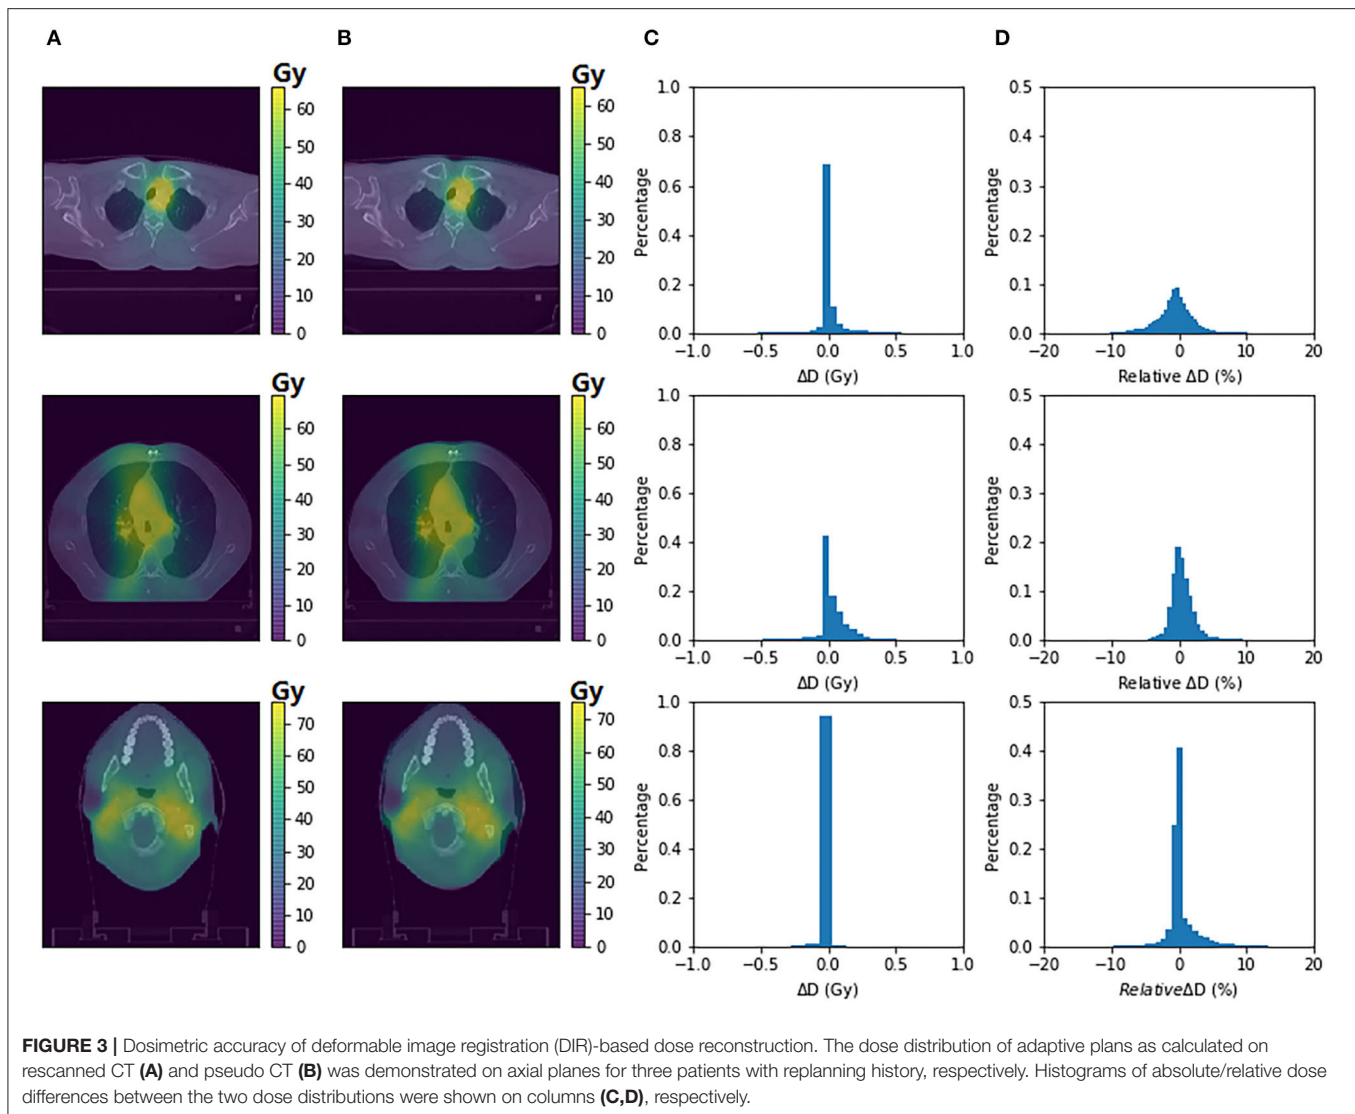 A B C D
Gy
60
50
40
30
20
10
0
Gy
60
50
40
30
20
10
0
1.0
0.8
0.6
0.4
0.2
0.0
Percentage
−1.0 −0.5 0.0 0.5 1.0
ΔD (Gy)
0.5
0.4
0.3
0.2
0.1
0.0
Percentage
−20 −10 0 10 20
Relative ΔD (%)
Gy
60
50
40
30
20
10
0
Gy
60
50
40
30
20
10
0
1.0
0.8
0.6
0.4
0.2
0.0
Percentage
−1.0 −0.5 0.0 0.5 1.0
ΔD (Gy)
0.5
0.4
0.3
0.2
0.1
0.0
Percentage
−20 −10 0 10 20
Relative ΔD (%)
Gy
70
60
50
40
30
20
10
0
Gy
70
60
50
40
30
20
10
0
1.0
0.8
0.6
0.4
0.2
0.0
Percentage
−1.0 −0.5 0.0 0.5 1.0
ΔD (Gy)
0.5
0.4
0.3
0.2
0.1
0.0
Percentage
−20 −10 0 10 20
RelativeΔD (%)
FIGURE 3 | Dosimetric accuracy of deformable image registration (DIR)-based dose reconstruction. The dose distribution of adaptive plans as calculated on
rescanned CT (A) and pseudo CT (B) was demonstrated on axial planes for three patients with replanning history, respectively. Histograms of absolute/relative dose
differences between the two dose distributions were shown on columns (C,D), respectively.